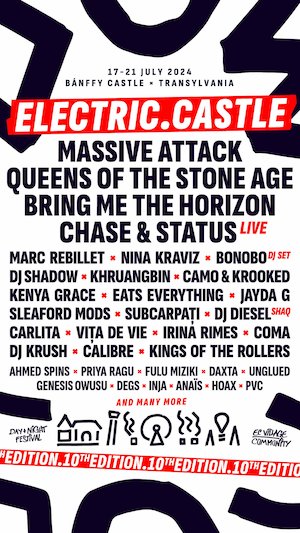 17-21 JULY 2024
BÁNFFY CASTLE × TRANSYLVANIA
ELECTRIC.CASTLE
MASSIVE ATTACK
QUEENS OF THE STONE AGE
BRING ME THE HORIZON
CHASE & STATUS LIVE
MARC REBILLET × NINA KRAVIZ × BONOBO DJ SET
DJ SHADOW × KHRUANGBIN × CAMO & KROOKED
KENYA GRACE × EATS EVERYTHING × JAYDA G
SLEAFORD MODS × SUBCARPAȚI × DJ DIESEL SHAQ
CARLITA × VIȚA DE VIE × IRINA RIMES × COMA
DJ KRUSH × CALIBRE × KINGS OF THE ROLLERS
AHMED SPINS × PRIYA RAGU × FULU MIZIKI × DAXTA × UNGLUED
GENESIS OWUSU × DEGS × INJA × ANAÏS × HOAX × PVC
AND MANY MORE
DAY & NIGHT FESTIVAL
EC VILLAGE COMMUNITY
TH EDITION. 10TH EDITION. 10TH EDITION. 10TH EDITIO